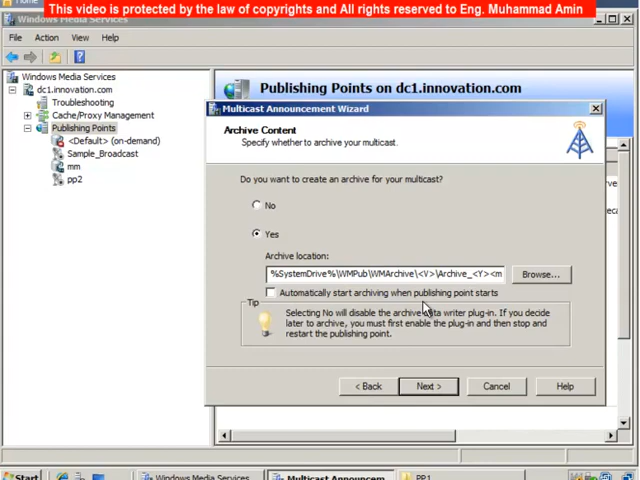 Home
This video is protected by the law of copyrights and All rights reserved to Eng. Muhammad Amin
Windows Media Services
File Action View Help
Windows Media Services
dc1.innovation.com
Troubleshooting
Cache/Proxy Management
Publishing Points
<Default> (on-demand)
Sample_Broadcast
mm
pp2
Publishing Points on dc1.innovation.com
Multicast Announcement Wizard
Archive Content
Specify whether to archive your multicast.
Do you want to create an archive for your multicast?
No
Yes
Archive location:
%SystemDrive%\WMPub\WMArchive\<V>\Archive_<Y><m
Browse...
Automatically start archiving when publishing point starts
Tip
Selecting No will disable the archive data writer plug-in. If you decide
later to archive, you must first enable the plug-in and then stop and
restart the publishing point.
< Back Next > Cancel Help
Start Windows Media Services Multicast Announcem... PP1